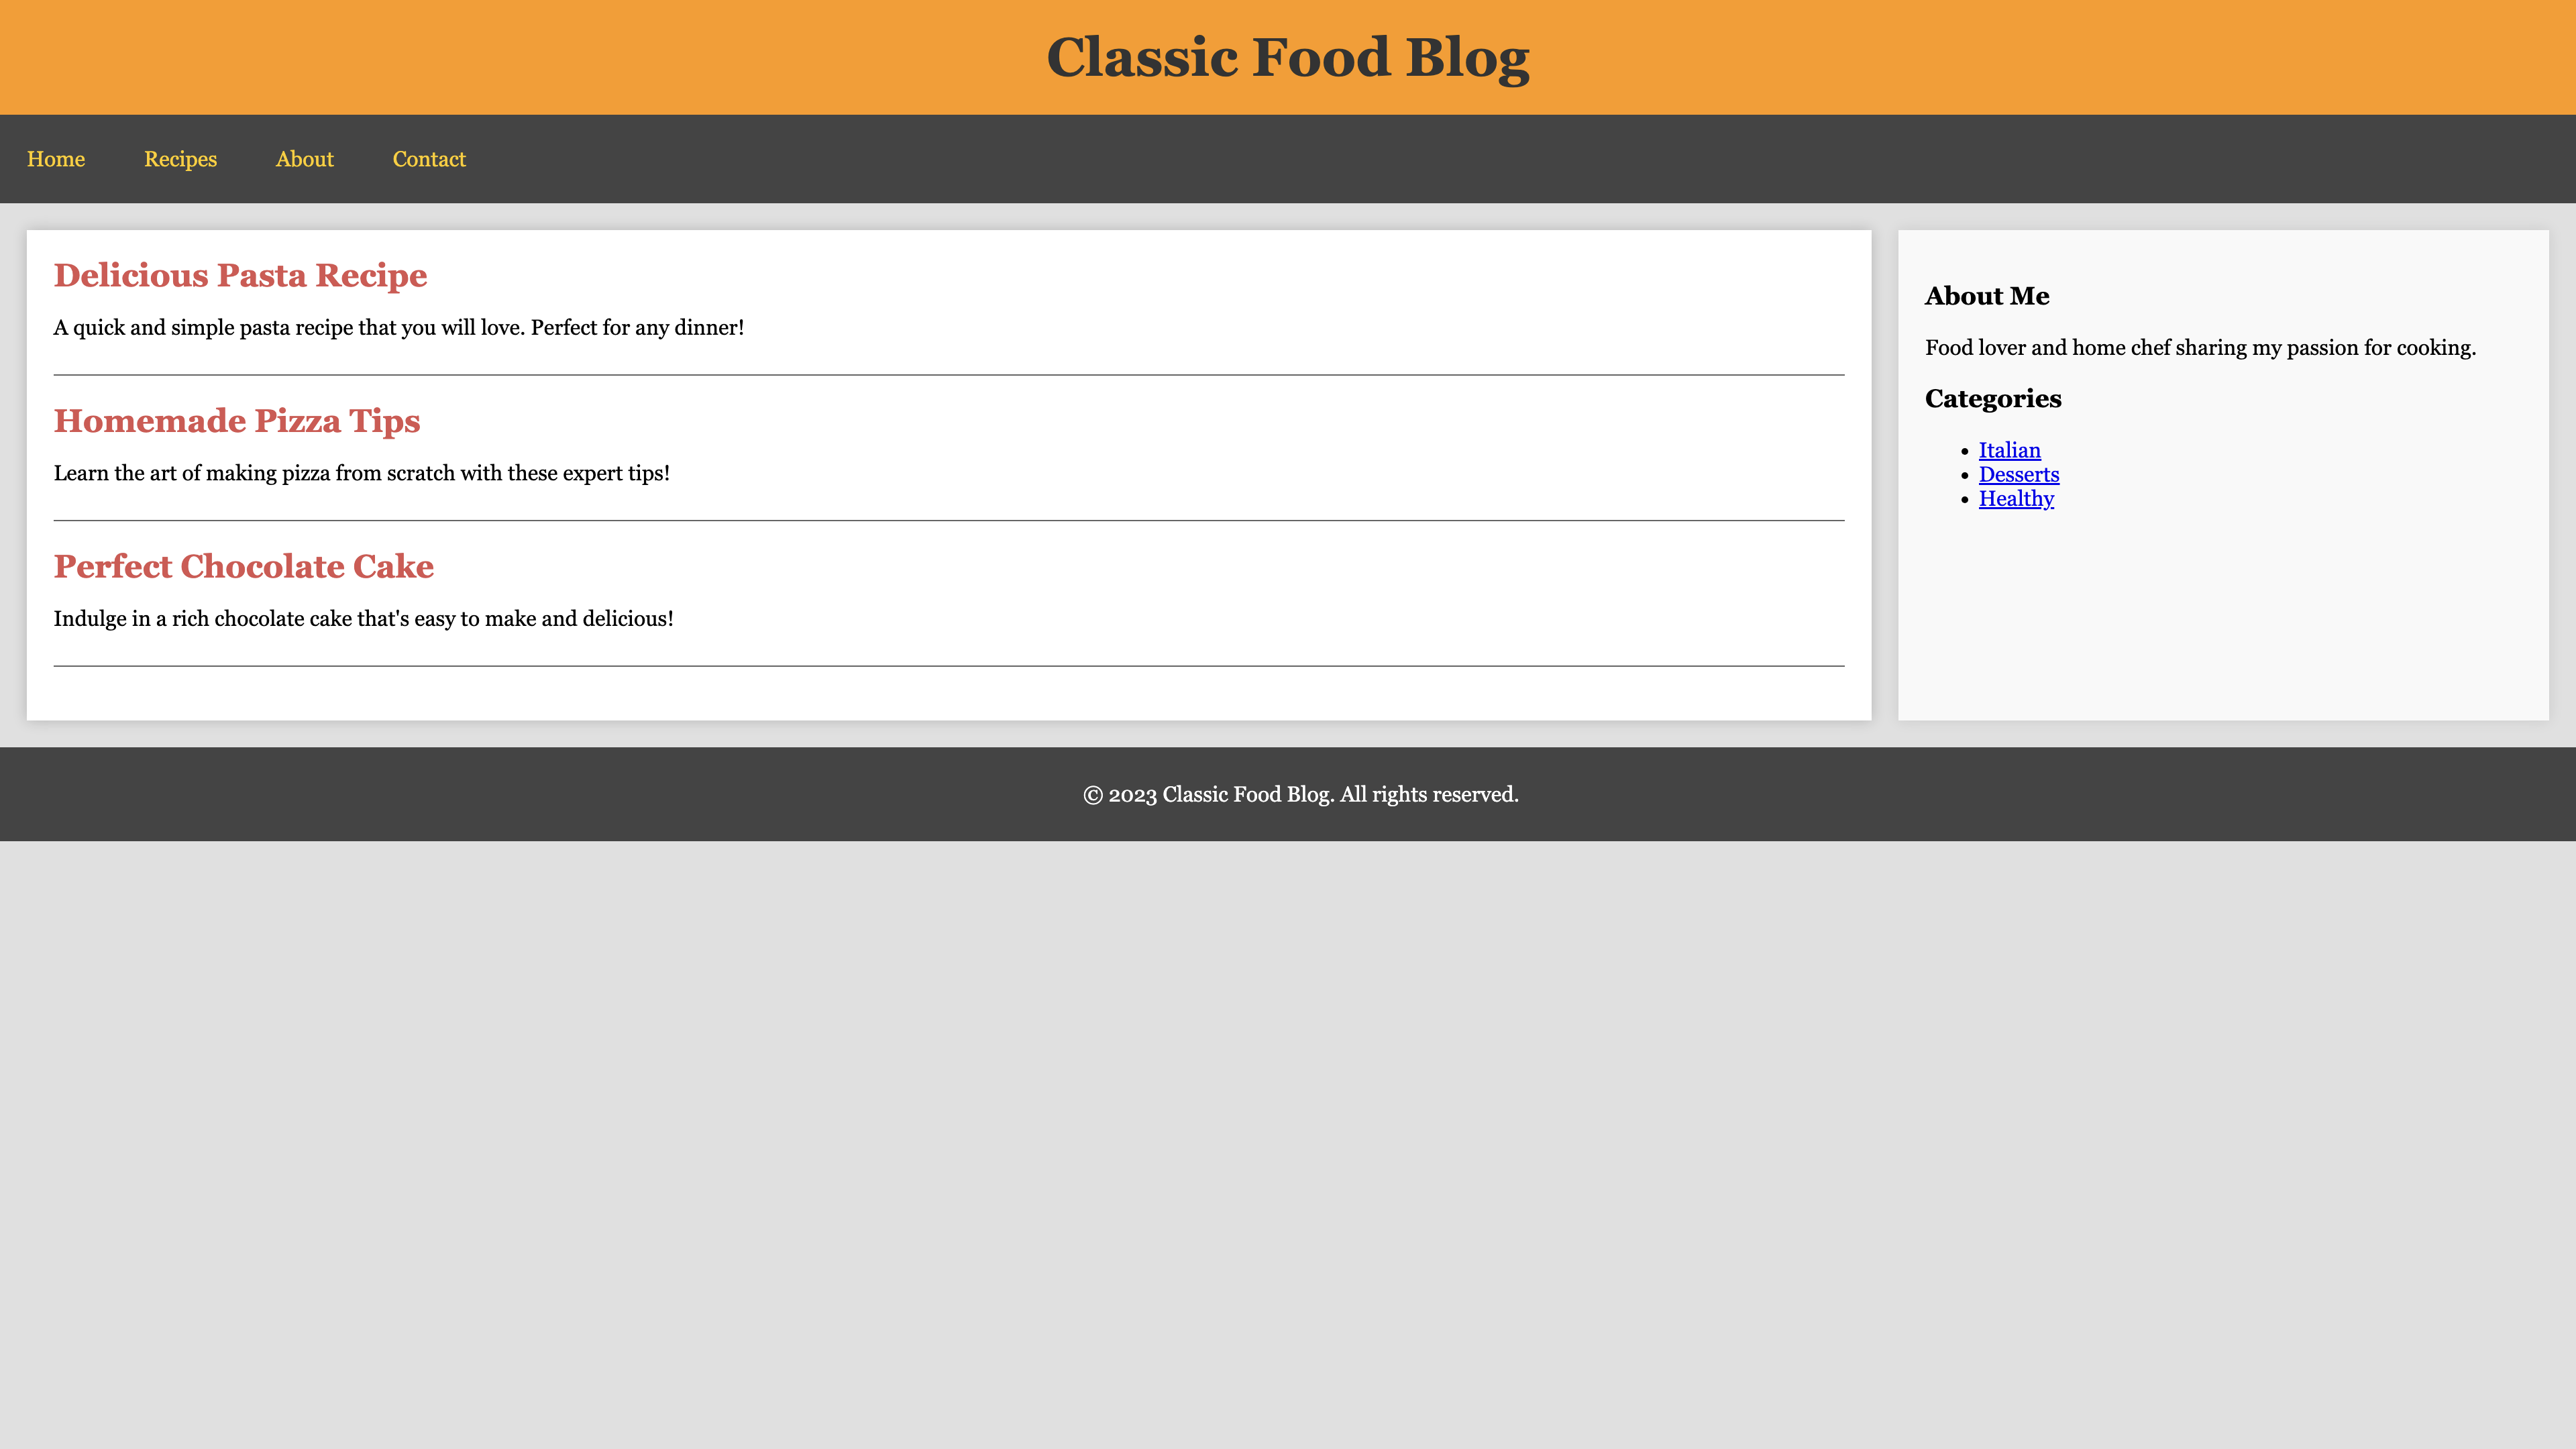 Classic Food Blog
Home Recipes About Contact
Delicious Pasta Recipe
A quick and simple pasta recipe that you will love. Perfect for any dinner!
Homemade Pizza Tips
Learn the art of making pizza from scratch with these expert tips!
Perfect Chocolate Cake
Indulge in a rich chocolate cake that's easy to make and delicious!
About Me
Food lover and home chef sharing my passion for cooking.
Categories
Italian
Desserts
Healthy
© 2023 Classic Food Blog. All rights reserved.